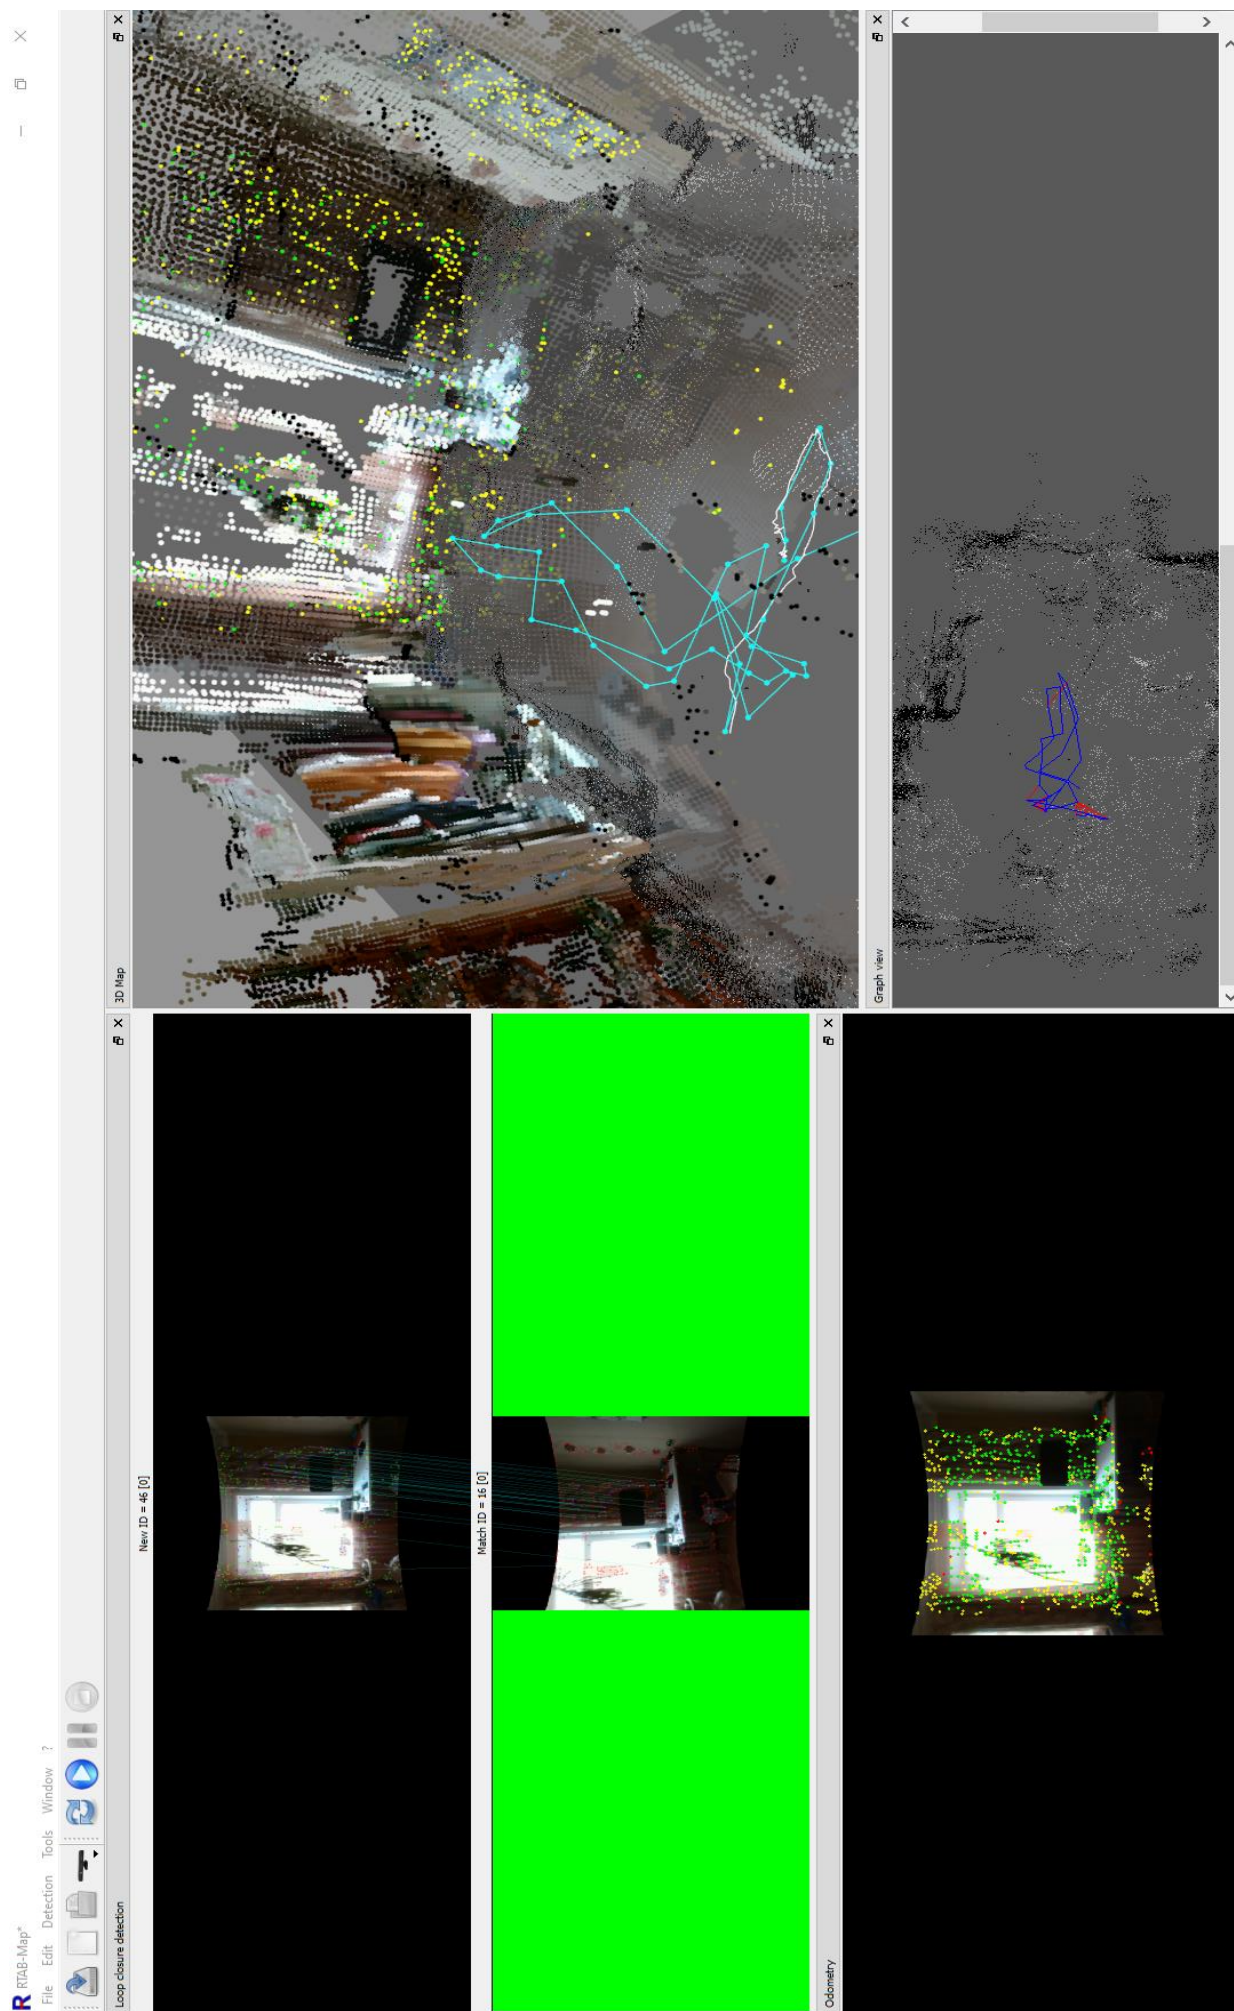 RTAB-Map*
File Edit Detection Tools Window ?
Loop closure detection
New ID = 46 [0]
Match ID = 16 [0]
Odometry
3D Map
Graph view